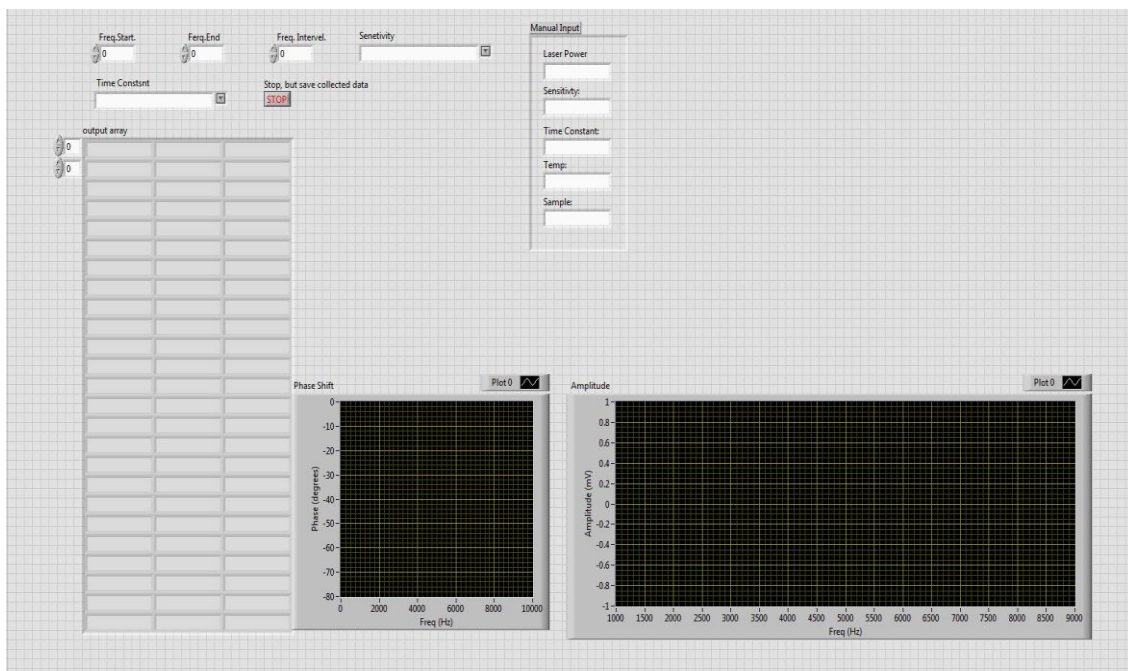 Freq.Start.
Ferq.End
Freq. Intervel.
Senetivity
0
0
0
Time Constsnt
Stop, but save collected data
STOP
Manual Input
Laser Power
Sensitivty:
Time Constant:
Temp:
Sample:
output array
0
0
Phase Shift
Plot 0
0
-10
-20
-30
-40
-50
-60
-70
-80
Phase (degrees)
0 2000 4000 6000 8000 10000
Freq (Hz)
Amplitude
Plot 0
1
0.8
0.6
0.4
0.2
0
-0.2
-0.4
-0.6
-0.8
-1
Amplitude (mV)
1000 1500 2000 2500 3000 3500 4000 4500 5000 5500 6000 6500 7000 7500 8000 8500 9000
Freq (Hz)